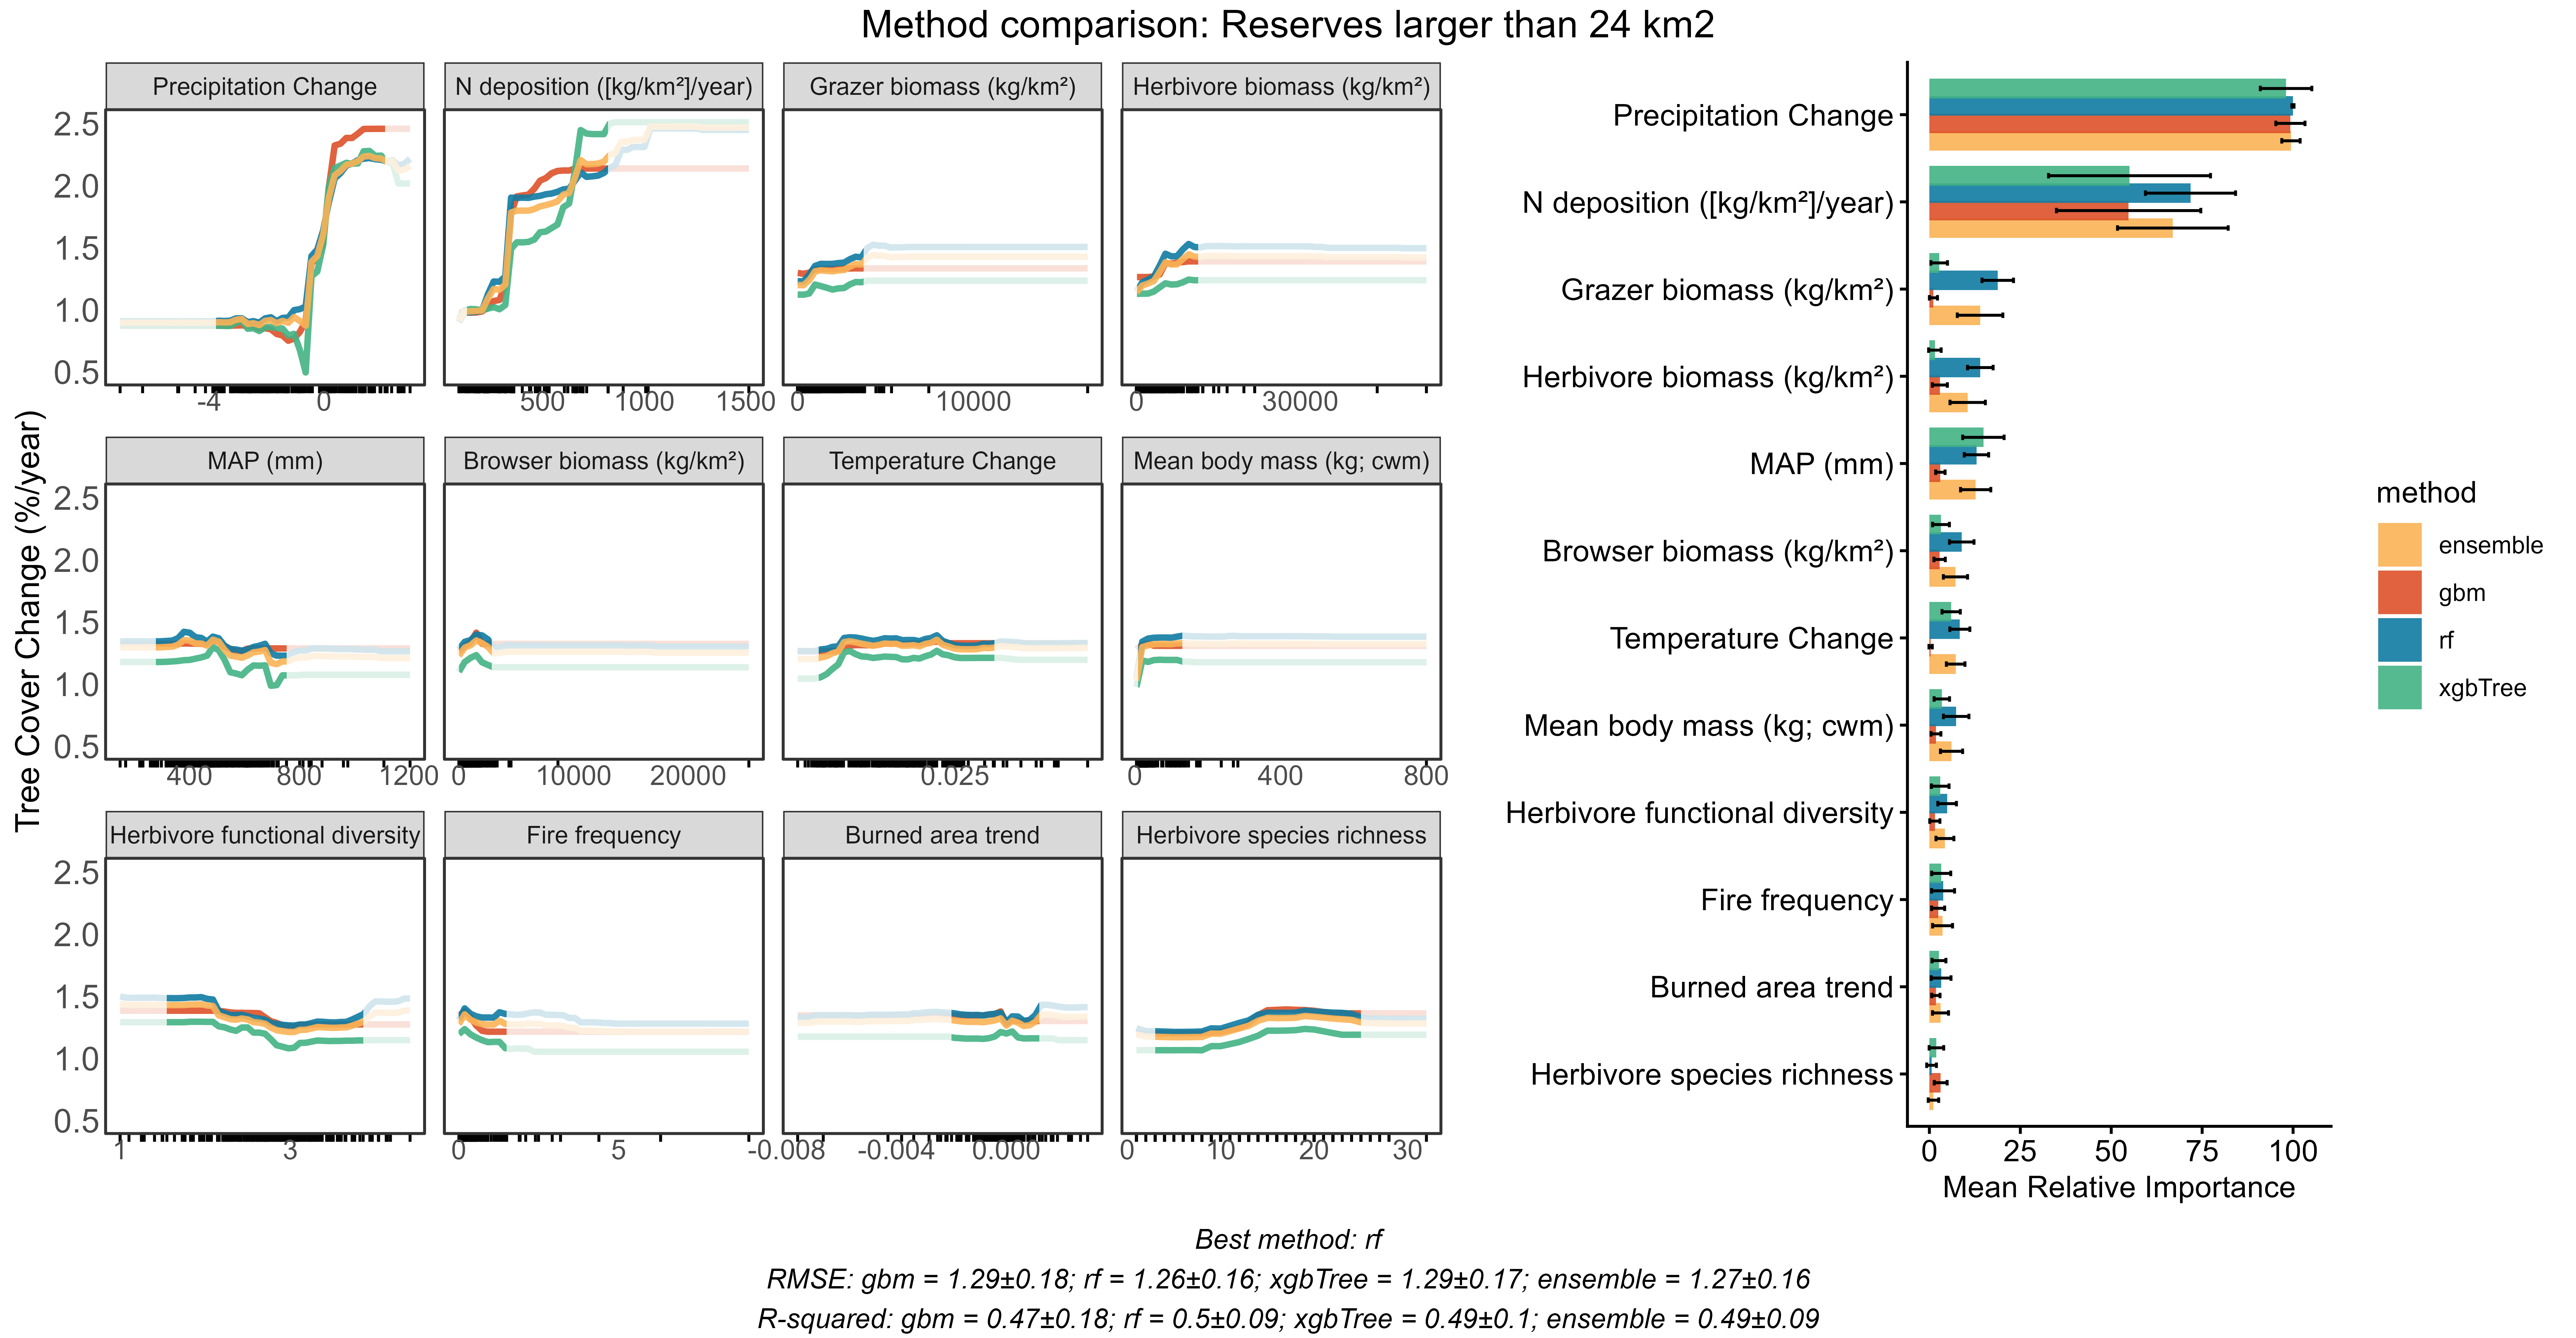 Method comparison: Reserves larger than 24 km2
Precipitation Change
N deposition ([kg/km²]/year)
Grazer biomass (kg/km²)
Herbivore biomass (kg/km²)
2.5
2.0
1.5
1.0
0.5
-4 0
500 1000 1500
0 10000
0 30000
Tree Cover Change (%/year)
MAP (mm)
Browser biomass (kg/km²)
Temperature Change
Mean body mass (kg; cwm)
2.5
2.0
1.5
1.0
0.5
400 800 1200
0 10000 20000
0.025
0 400 800
Herbivore functional diversity
Fire frequency
Burned area trend
Herbivore species richness
2.5
2.0
1.5
1.0
0.5
1 3
0 5
-0.008 -0.004 0.000
0 10 20 30
Precipitation Change
N deposition ([kg/km²]/year)
Grazer biomass (kg/km²)
Herbivore biomass (kg/km²)
MAP (mm)
Browser biomass (kg/km²)
Temperature Change
Mean body mass (kg; cwm)
Herbivore functional diversity
Fire frequency
Burned area trend
Herbivore species richness
0 25 50 75 100
Mean Relative Importance
method
ensemble
gbm
rf
xgbTree
Best method: rf
RMSE: gbm = 1.29±0.18; rf = 1.26±0.16; xgbTree = 1.29±0.17; ensemble = 1.27±0.16
R-squared: gbm = 0.47±0.18; rf = 0.5±0.09; xgbTree = 0.49±0.1; ensemble = 0.49±0.09